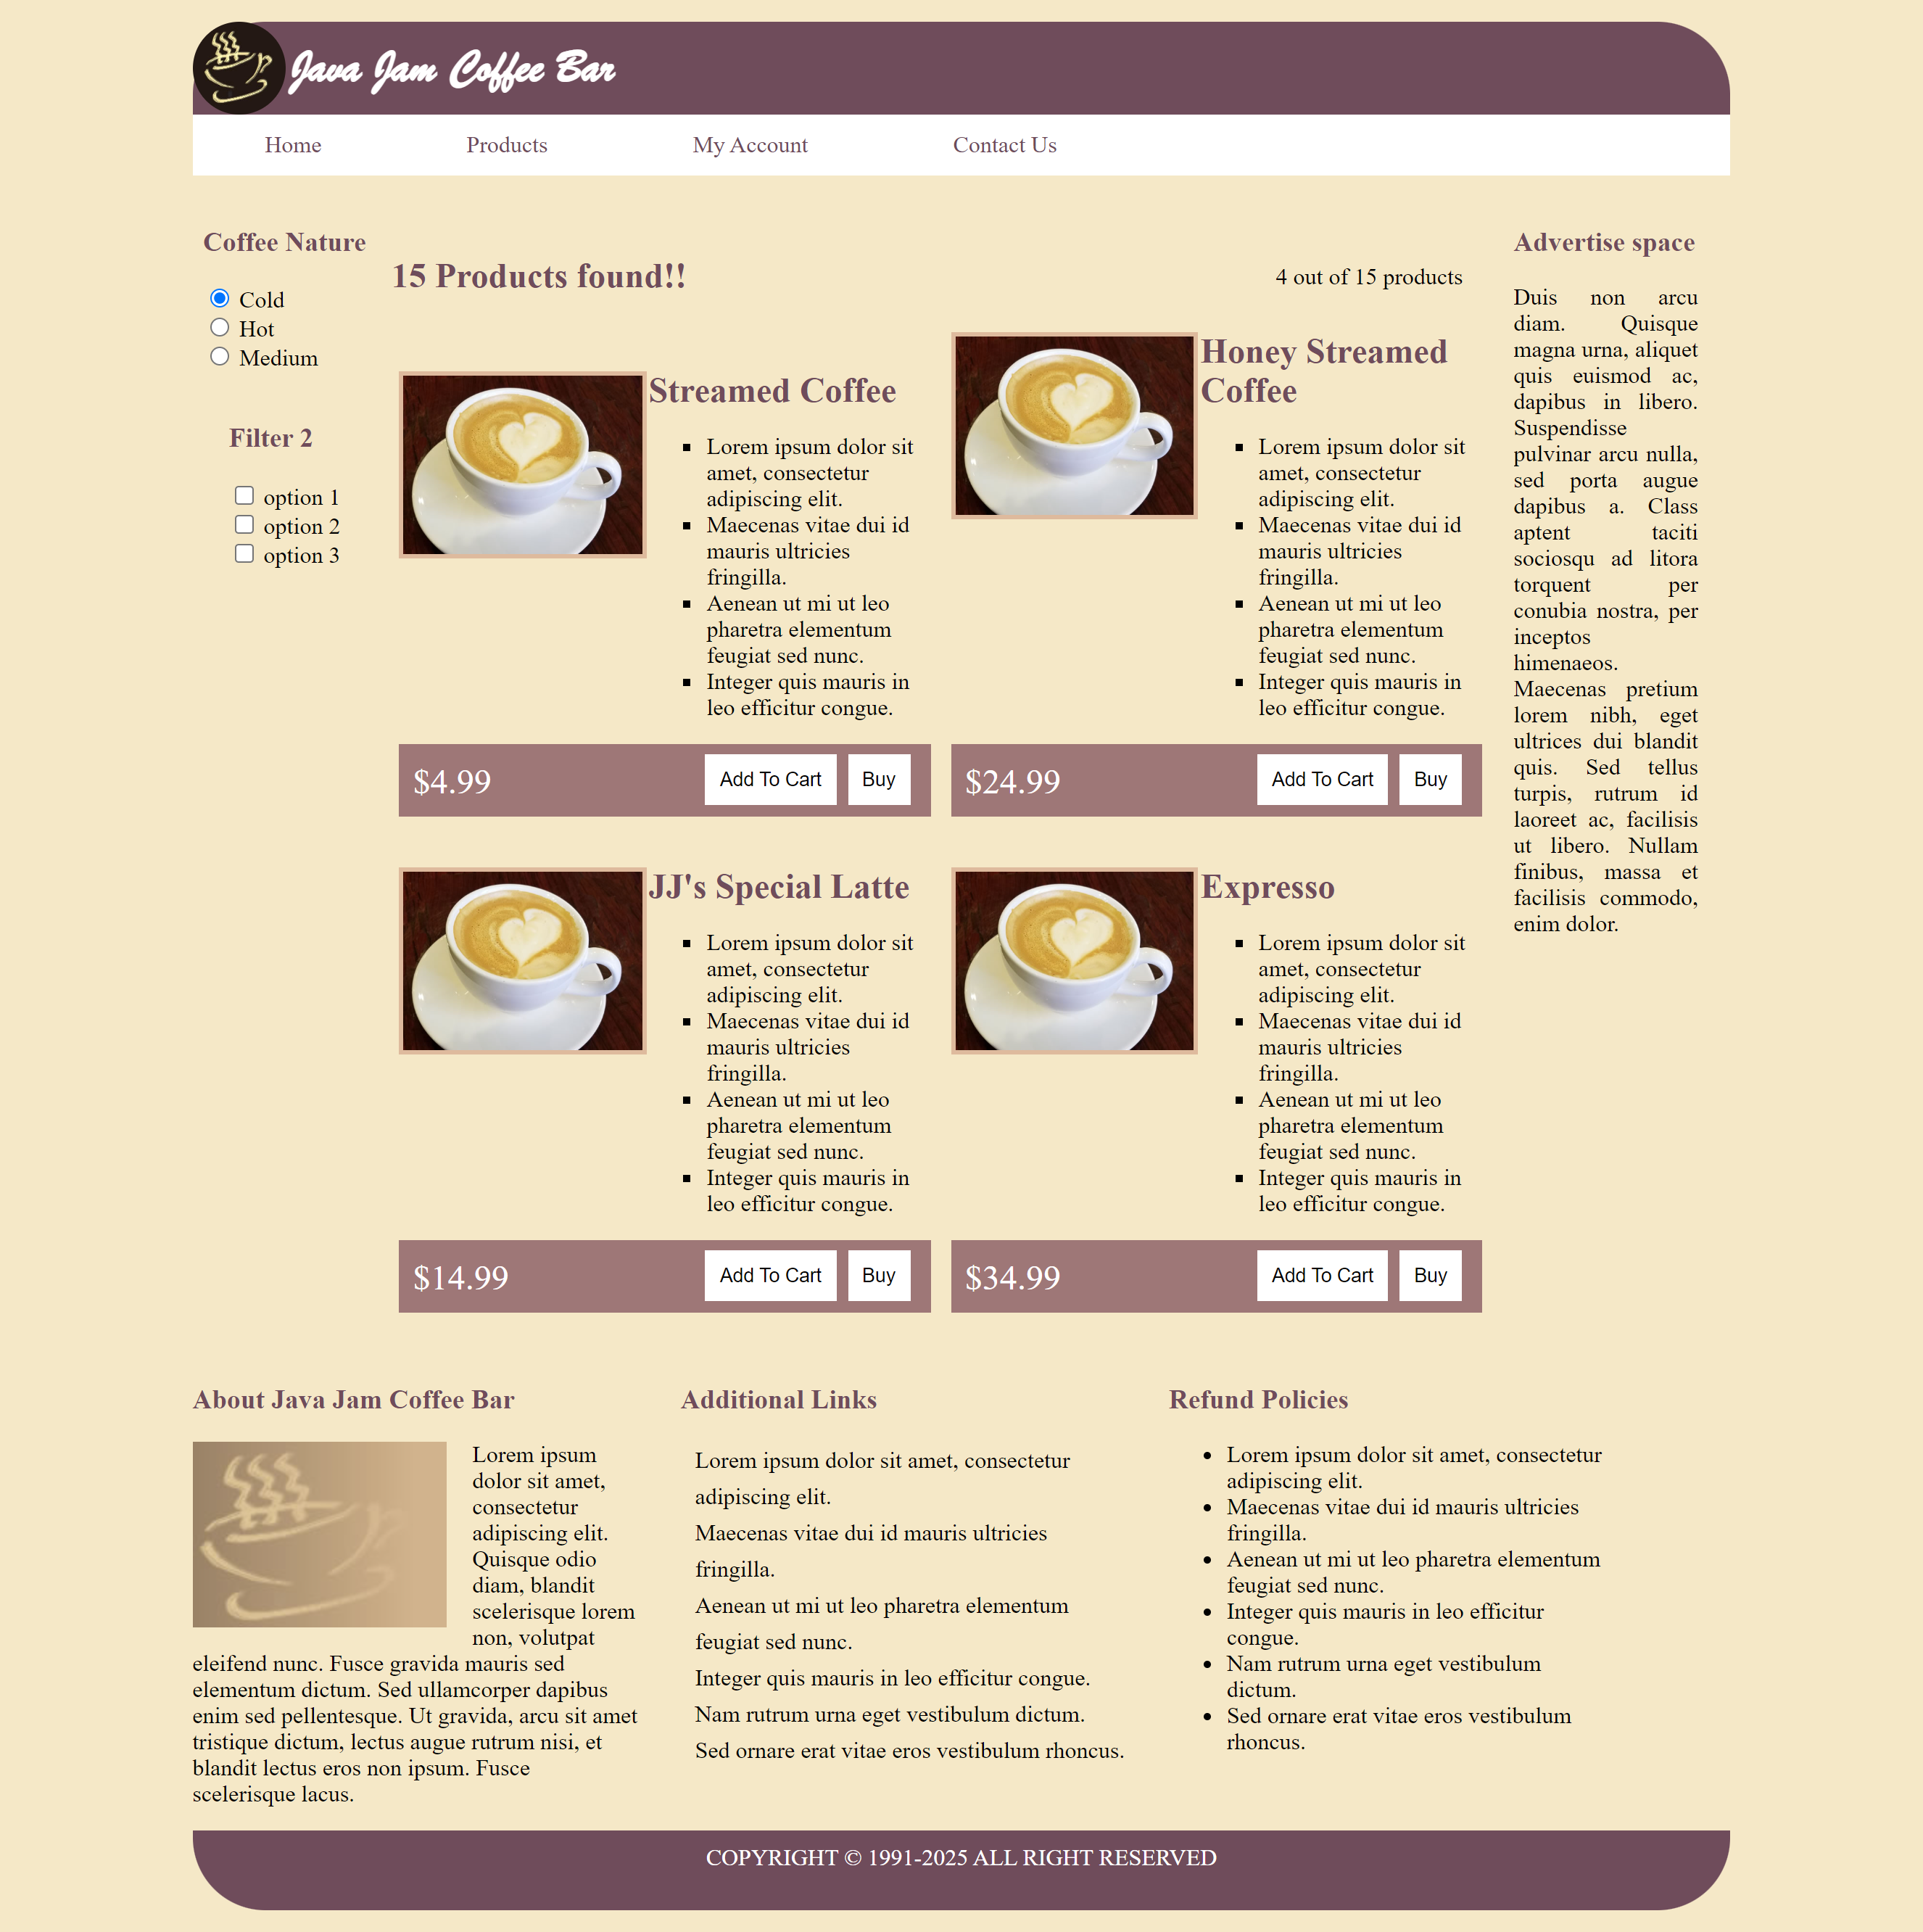 Java Jam Coffee Bar
Home
Products
My Account
Contact Us
Coffee Nature
Cold
Hot
Medium
Filter 2
option 1
option 2
option 3
15 Products found!!
4 out of 15 products
Streamed Coffee
Lorem ipsum dolor sit
amet, consectetur
adipiscing elit.
Maecenas vitae dui id
mauris ultricies
fringilla.
Aenean ut mi ut leo
pharetra elementum
feugiat sed nunc.
Integer quis mauris in
leo efficitur congue.
$4.99
Add To Cart
Buy
Honey Streamed
Coffee
Lorem ipsum dolor sit
amet, consectetur
adipiscing elit.
Maecenas vitae dui id
mauris ultricies
fringilla.
Aenean ut mi ut leo
pharetra elementum
feugiat sed nunc.
Integer quis mauris in
leo efficitur congue.
$24.99
Add To Cart
Buy
JJ's Special Latte
Lorem ipsum dolor sit
amet, consectetur
adipiscing elit.
Maecenas vitae dui id
mauris ultricies
fringilla.
Aenean ut mi ut leo
pharetra elementum
feugiat sed nunc.
Integer quis mauris in
leo efficitur congue.
$14.99
Add To Cart
Buy
Expresso
Lorem ipsum dolor sit
amet, consectetur
adipiscing elit.
Maecenas vitae dui id
mauris ultricies
fringilla.
Aenean ut mi ut leo
pharetra elementum
feugiat sed nunc.
Integer quis mauris in
leo efficitur congue.
$34.99
Add To Cart
Buy
Advertise space
Duis non arcu
diam. Quisque
magna urna, aliquet
quis euismod ac,
dapibus in libero.
Suspendisse
pulvinar arcu nulla,
sed porta augue
dapibus a. Class
aptent taciti
sociosqu ad litora
torquent per
conubia nostra, per
inceptos
himenaeos.
Maecenas pretium
lorem nibh, eget
ultrices dui blandit
quis. Sed tellus
turpis, rutrum id
laoreet ac, facilisis
ut libero. Nullam
finibus, massa et
facilisis commodo,
enim dolor.
About Java Jam Coffee Bar
Lorem ipsum
dolor sit amet,
consectetur
adipiscing elit.
Quisque odio
diam, blandit
scelerisque lorem
non, volutpat
eleifend nunc. Fusce gravida mauris sed
elementum dictum. Sed ullamcorper dapibus
enim sed pellentesque. Ut gravida, arcu sit amet
tristique dictum, lectus augue rutrum nisi, et
blandit lectus eros non ipsum. Fusce
scelerisque lacus.
Additional Links
Lorem ipsum dolor sit amet, consectetur
adipiscing elit.
Maecenas vitae dui id mauris ultricies
fringilla.
Aenean ut mi ut leo pharetra elementum
feugiat sed nunc.
Integer quis mauris in leo efficitur congue.
Nam rutrum urna eget vestibulum dictum.
Sed ornare erat vitae eros vestibulum rhoncus.
Refund Policies
Lorem ipsum dolor sit amet, consectetur
adipiscing elit.
Maecenas vitae dui id mauris ultricies
fringilla.
Aenean ut mi ut leo pharetra elementum
feugiat sed nunc.
Integer quis mauris in leo efficitur
congue.
Nam rutrum urna eget vestibulum
dictum.
Sed ornare erat vitae eros vestibulum
rhoncus.
COPYRIGHT © 1991-2025 ALL RIGHT RESERVED